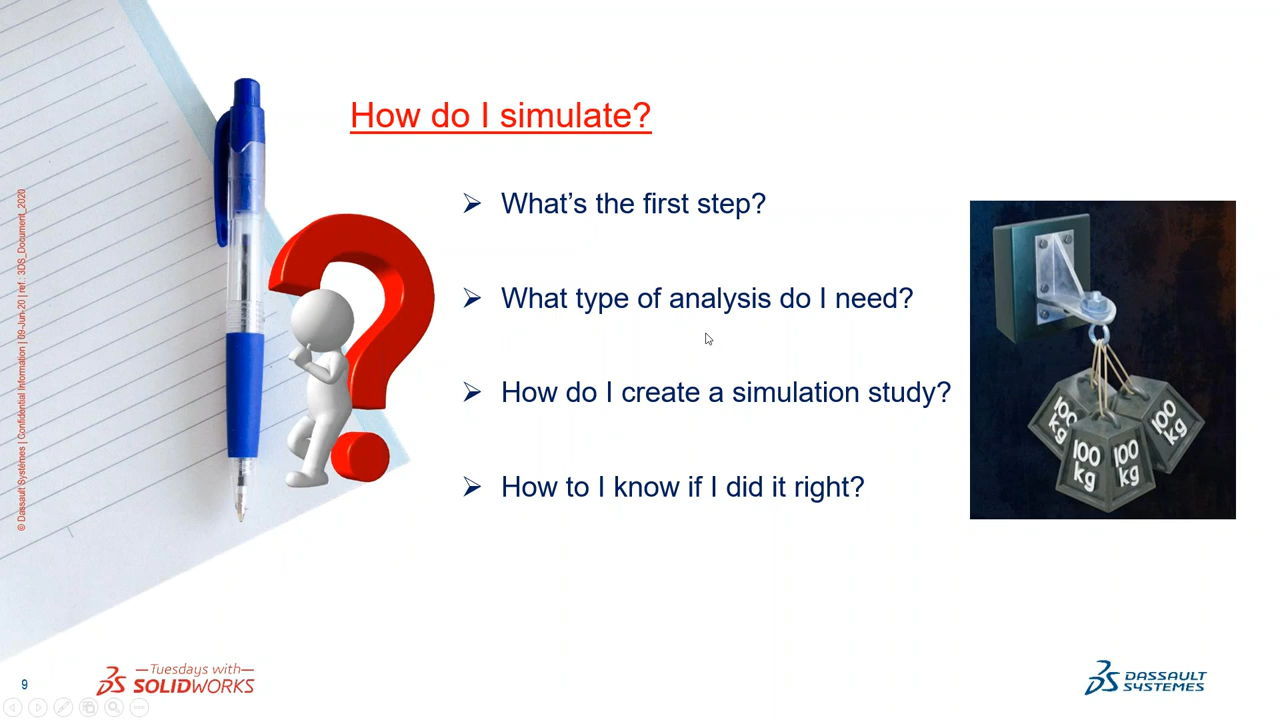 How do I simulate?
➢ What's the first step?
➢ What type of analysis do I need?
➢ How do I create a simulation study?
➢ How to I know if I did it right?
100
kg
100
kg
100
kg
100
kg
© Dassault Systèmes | Confidential Information | 09-Jun-20 | ref.: 3DS_Document_2020
9
—Tuesdays with—
SOLIDWORKS
DASSAULT
SYSTEMES